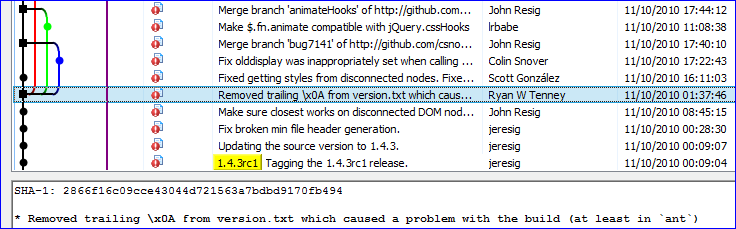 Merge branch 'animateHooks' of http://github.com... John Resig 11/10/2010 17:44:12
Make $.fn.animate compatible with jQuery.cssHooks lrbabe 11/10/2010 11:08:38
Merge branch 'bug7141' of http://github.com/csno... John Resig 11/10/2010 17:40:10
Fix olddisplay was inappropriately set when calling ... Colin Snover 11/10/2010 17:22:43
Fixed getting styles from disconnected nodes. Fixe... Scott González 11/10/2010 16:11:03
Removed trailing \x0A from version.txt which caus... Ryan W Tenney 11/10/2010 01:37:46
Make sure closest works on disconnected DOM nod... John Resig 11/10/2010 08:45:15
Fix broken min file header generation. jeresig 11/10/2010 00:28:30
Updating the source version to 1.4.3. jeresig 11/10/2010 00:09:07
1.4.3rc1 Tagging the 1.4.3rc1 release. jeresig 11/10/2010 00:09:04
SHA-1: 2866f16c09cce43044d721563a7bdbd9170fb494
* Removed trailing \x0A from version.txt which caused a problem with the build (at least in `ant`)